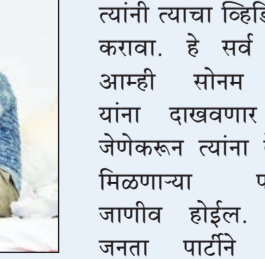 त्यांनी त्याचा
करावा. हे सर्व
आम्ही सोनम
यांना दाखवणार
जेणेकरून त्यांना
मिळणाऱ्या
जाणीव होईल.
जनता पार्टीने